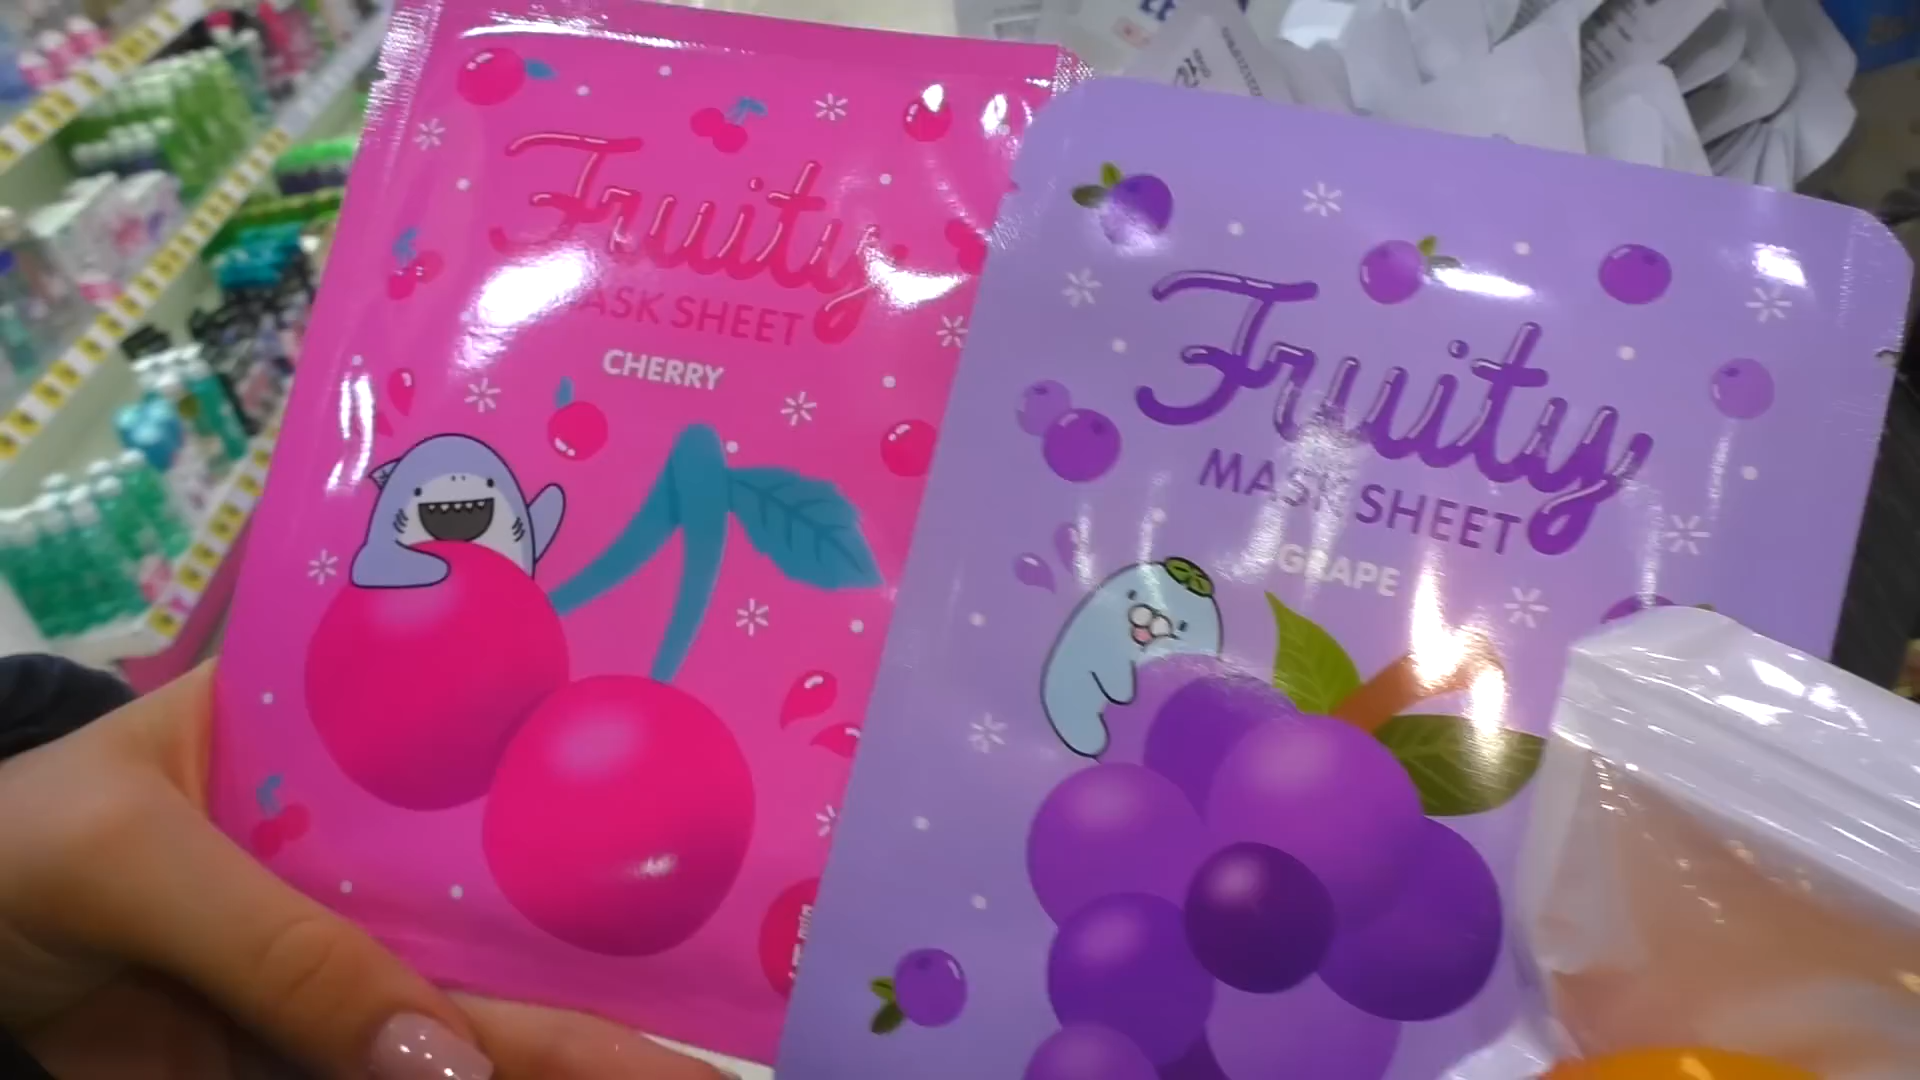 Fruity
MASK SHEET
CHERRY
Fruity
MASK SHEET
GRAPE